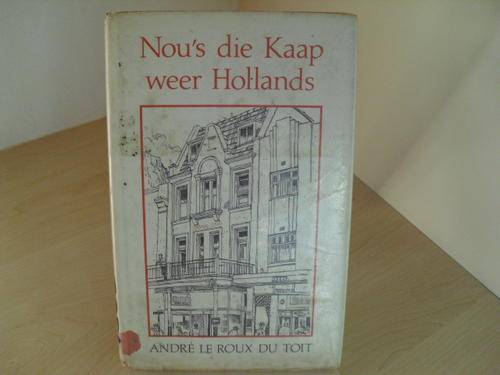 Nou's die Kaap
weer Hollands
ANDRÉ LE ROUX DU TOIT